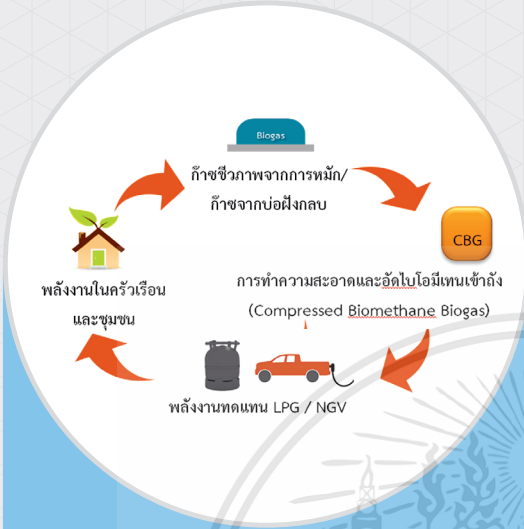 Biogas
ก๊าซชีวภาพจากการหมัก/
ก๊าซจากบ่อฝังกลบ
CBG
การทำความสะอาดและอัดไบโอมีเทนเข้าถัง
(Compressed Biomethane Biogas)
พลังงานทดแทน LPG / NGV
พลังงานในครัวเรือน
และชุมชน